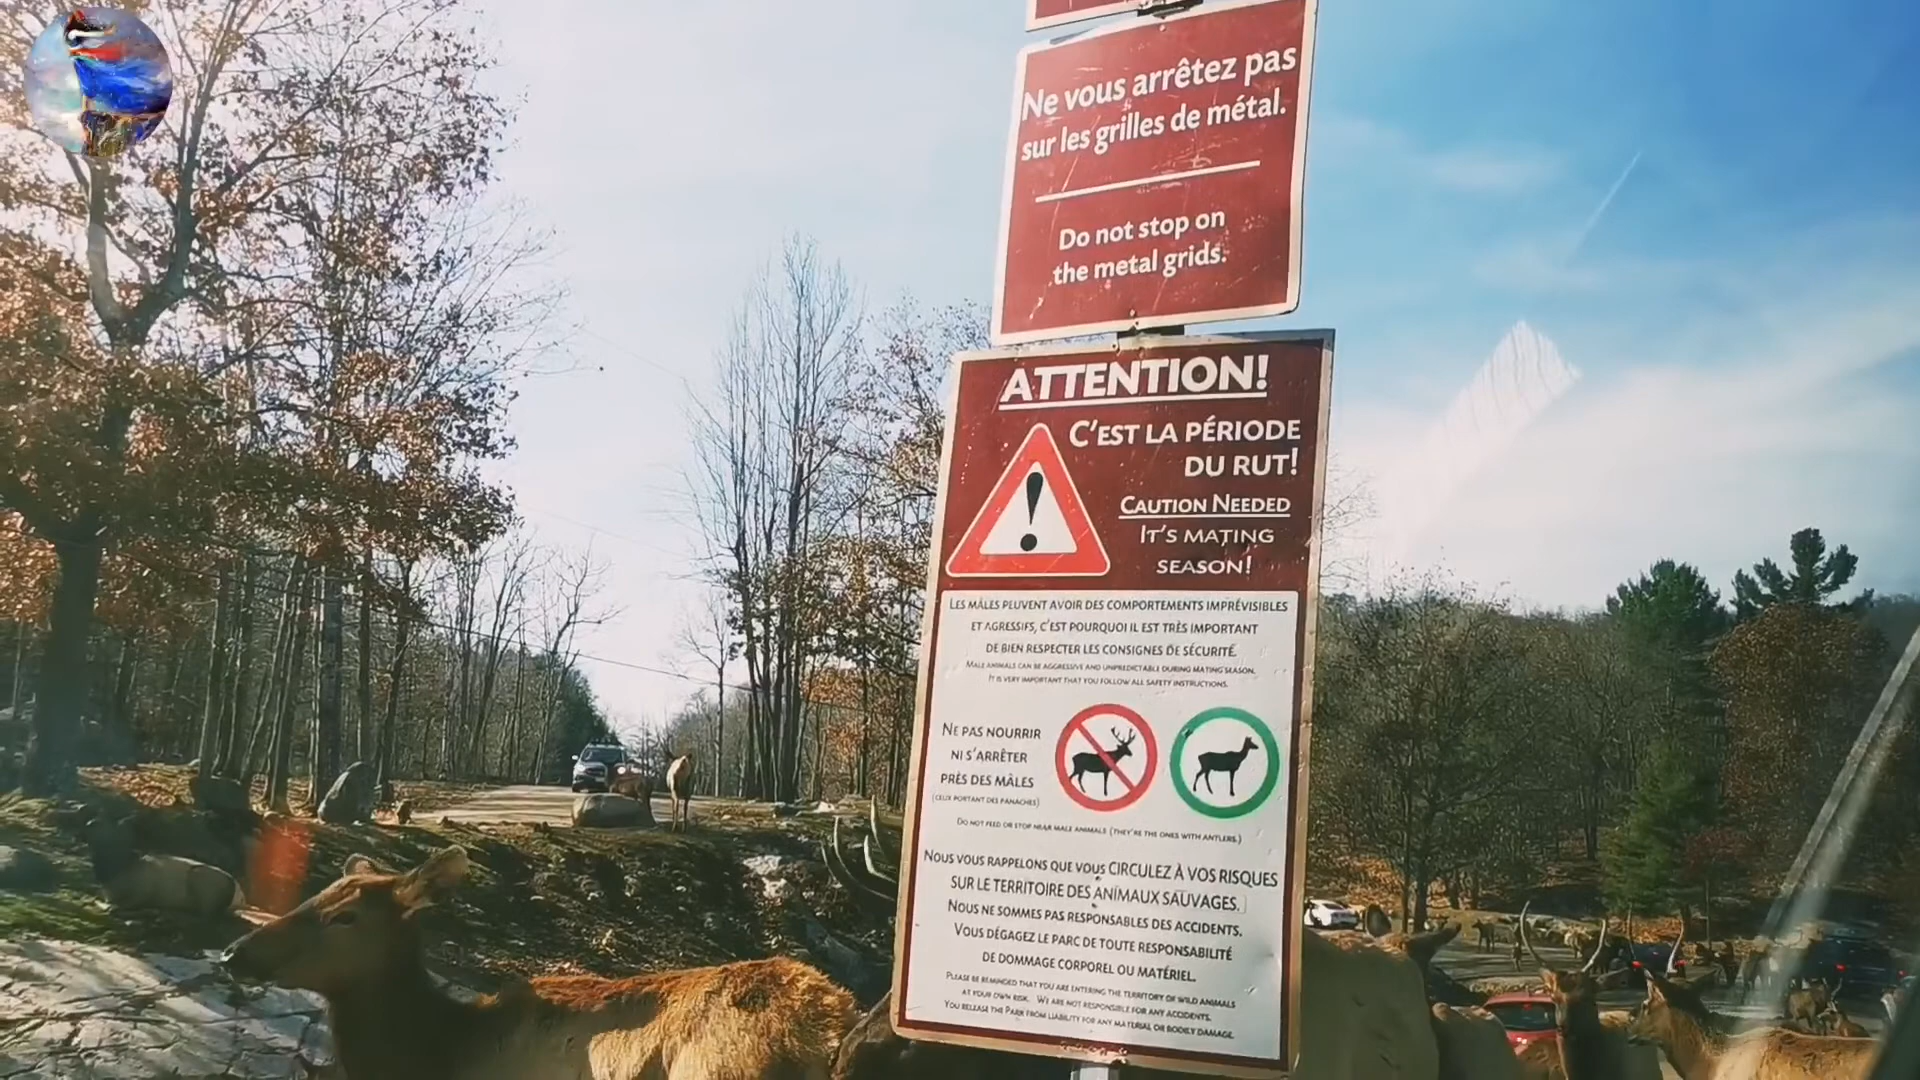 Ne vous arrêtez pas
sur les grilles de métal.
Do not stop on
the metal grids.
ATTENTION!
C'EST LA PÉRIODE
DU RUT!
CAUTION NEEDED
IT'S MATING
SEASON!
LES MÂLES PEUVENT AVOIR DES COMPORTEMENTS IMPRÉVISIBLES
ET AGRESSIFS, C'EST POURQUOI IL EST TRÈS IMPORTANT
DE BIEN RESPECTER LES CONSIGNES DE SÉCURITÉ.
MALE ANIMALS CAN BE AGGRESSIVE AND UNPREDICTABLE DURING MATING SEASON.
IT IS VERY IMPORTANT THAT YOU FOLLOW ALL SAFETY INSTRUCTIONS.
NE PAS NOURRIR
NI S'ARRÊTER
PRÈS DES MÂLES
(CEUX PORTANT DES PANACHES)
DO NOT FEED OR STOP NEAR MALE ANIMALS (THEY'RE THE ONES WITH ANTLERS.)
NOUS VOUS RAPPELONS QUE VOUS CIRCULEZ À VOS RISQUES
SUR LE TERRITOIRE DES ANIMAUX SAUVAGES.
NOUS NE SOMMES PAS RESPONSABLES DES ACCIDENTS.
VOUS DÉGAGEZ LE PARC DE TOUTE RESPONSABILITÉ
DE DOMMAGE CORPOREL OU MATÉRIEL.
PLEASE BE REMINDED THAT YOU ARE ENTERING THE TERRITORY OF WILD ANIMALS
AT YOUR OWN RISK. WE ARE NOT RESPONSIBLE FOR ANY ACCIDENTS.
YOU RELEASE THE PARK FROM LIABILITY FOR ANY MATERIAL OR BODILY DAMAGE.